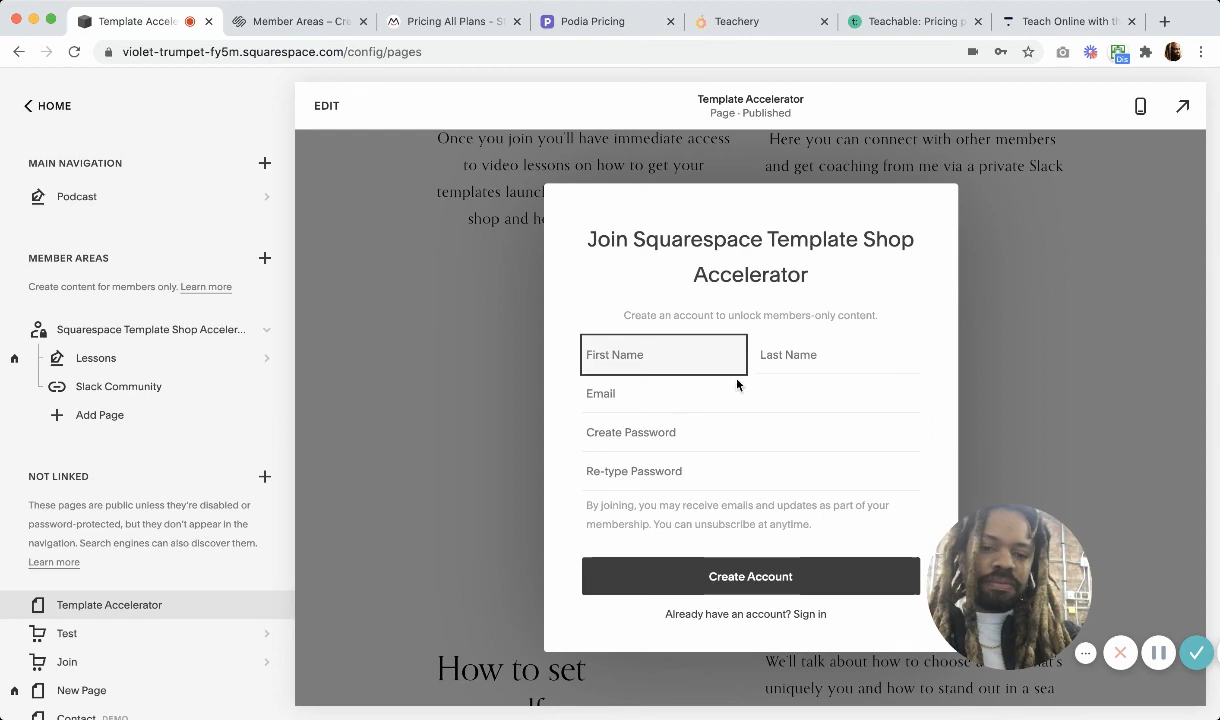 Template Accele
Member Areas – Cre
Pricing All Plans – S
Podia Pricing
Teachery
Teachable: Pricing p
Teach Online with th
violet-trumpet-fy5m.squarespace.com/config/pages
Dis
HOME
EDIT
Template Accelerator
Page · Published
MAIN NAVIGATION
Podcast
MEMBER AREAS
Create content for members only. Learn more
Squarespace Template Shop Acceler...
Lessons
Slack Community
Add Page
NOT LINKED
These pages are public unless they're disabled or
password-protected, but they don't appear in the
navigation. Search engines can also discover them.
Learn more
Template Accelerator
Test
Join
New Page
Contact DEMO
Once you join you'll have immediate access
to video lessons on how to get your
templates launc
shop and h
Here you can connect with other members
and get coaching from me via a private Slack
Join Squarespace Template Shop
Accelerator
Create an account to unlock members-only content.
First Name
Last Name
Email
Create Password
Re-type Password
By joining, you may receive emails and updates as part of your
membership. You can unsubscribe at anytime.
Create Account
Already have an account? Sign in
How to set
We'll talk about how to choose a
uniquely you and how to stand out in a sea